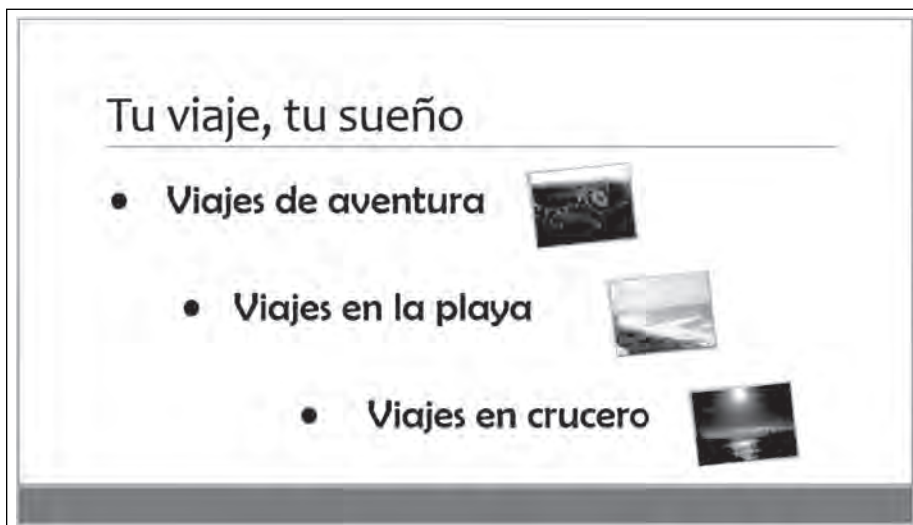 Tu viaje, tu sueño
● Viajes de aventura
● Viajes en la playa
● Viajes en crucero